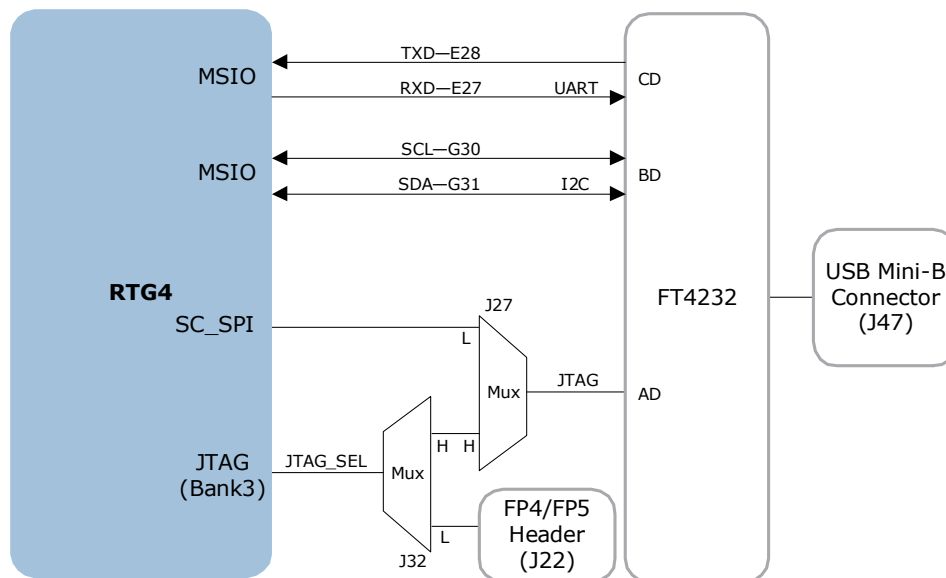 TXD—E28
MSIO
CD
RXD—E27
UART
SCL—G30
MSIO
BD
SDA—G31
I2C
USB Mini-B
Connector
(J47)
RTG4
FT4232
J27
SC_SPI
L
Mux
JTAG
AD
H
H
JTAG_SEL
Mux
JTAG
(Bank3)
FP4/FP5
Header
(J22)
L
J32